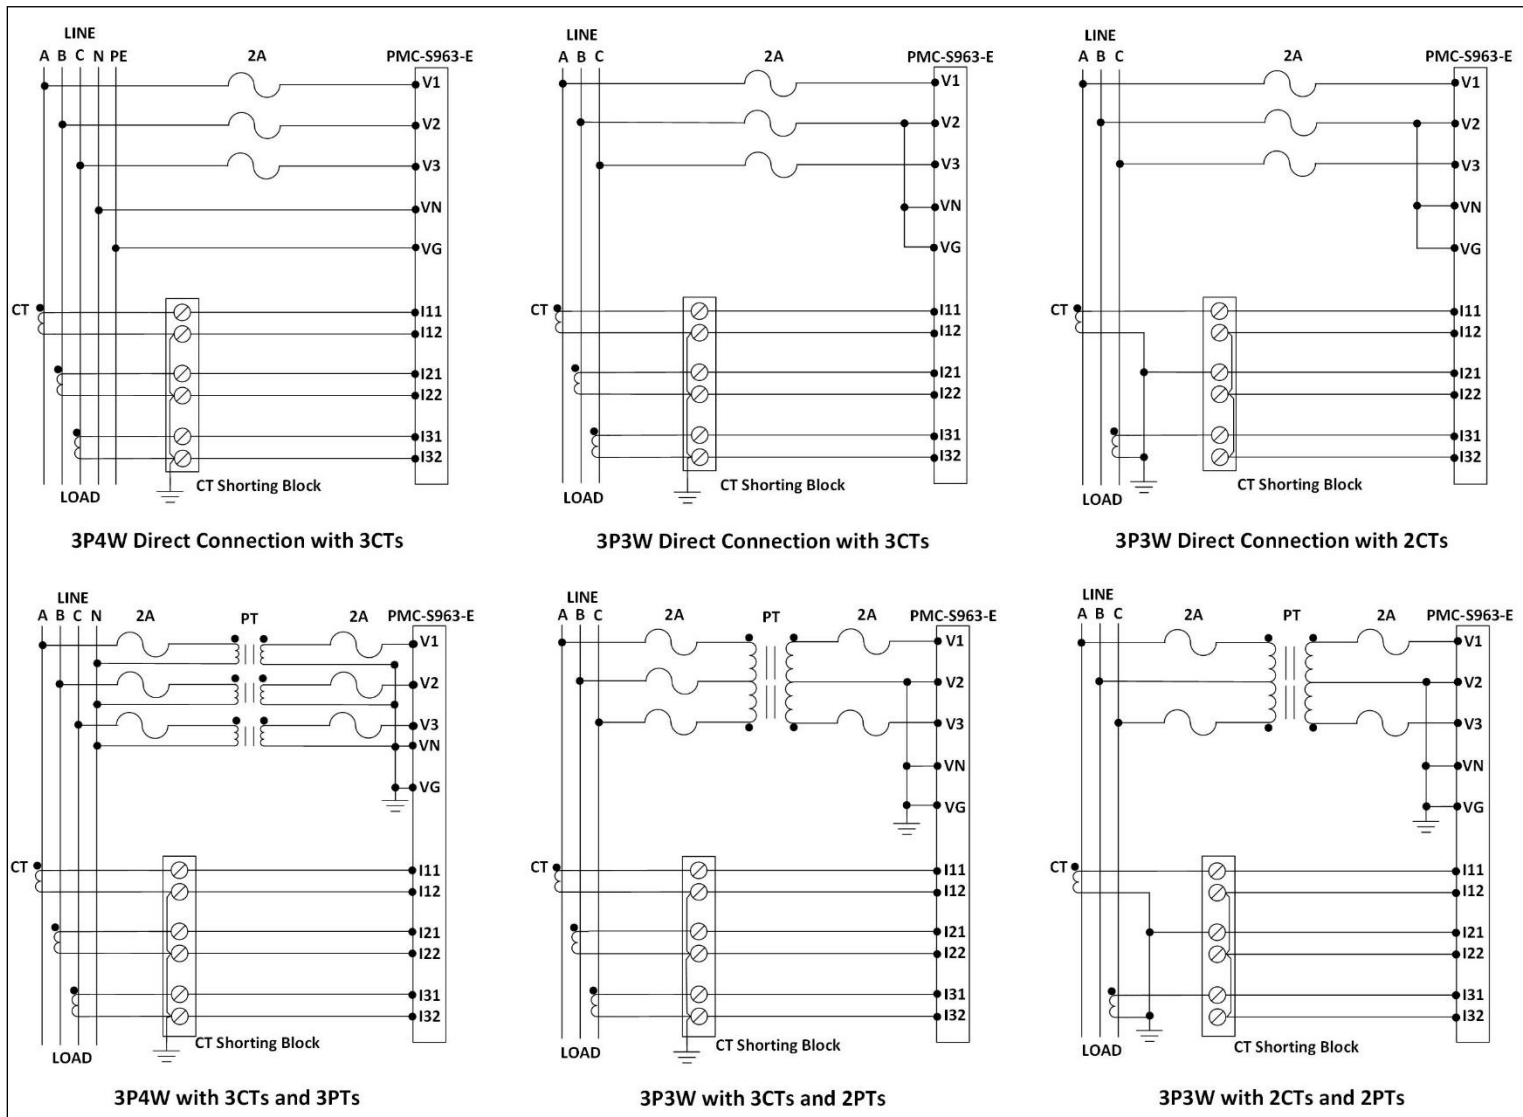 LINE
A B C N PE
2A
PMC-S963-E
V1
V2
V3
VN
VG
CT
I11
I12
I21
I22
I31
I32
LOAD
CT Shorting Block
3P4W Direct Connection with 3CTs
LINE
A B C
2A
PMC-S963-E
V1
V2
V3
VN
VG
CT
I11
I12
I21
I22
I31
I32
LOAD
CT Shorting Block
3P3W Direct Connection with 3CTs
LINE
A B C
2A
PMC-S963-E
V1
V2
V3
VN
VG
CT
I11
I12
I21
I22
I31
I32
LOAD
CT Shorting Block
3P3W Direct Connection with 2CTs
LINE
A B C N
2A PT 2A
PMC-S963-E
V1
V2
V3
VN
VG
CT
I11
I12
I21
I22
I31
I32
LOAD
CT Shorting Block
3P4W with 3CTs and 3PTs
LINE
A B C
2A PT 2A
PMC-S963-E
V1
V2
V3
VN
VG
CT
I11
I12
I21
I22
I31
I32
LOAD
CT Shorting Block
3P3W with 3CTs and 2PTs
LINE
A B C
2A PT 2A
PMC-S963-E
V1
V2
V3
VN
VG
CT
I11
I12
I21
I22
I31
I32
LOAD
CT Shorting Block
3P3W with 2CTs and 2PTs